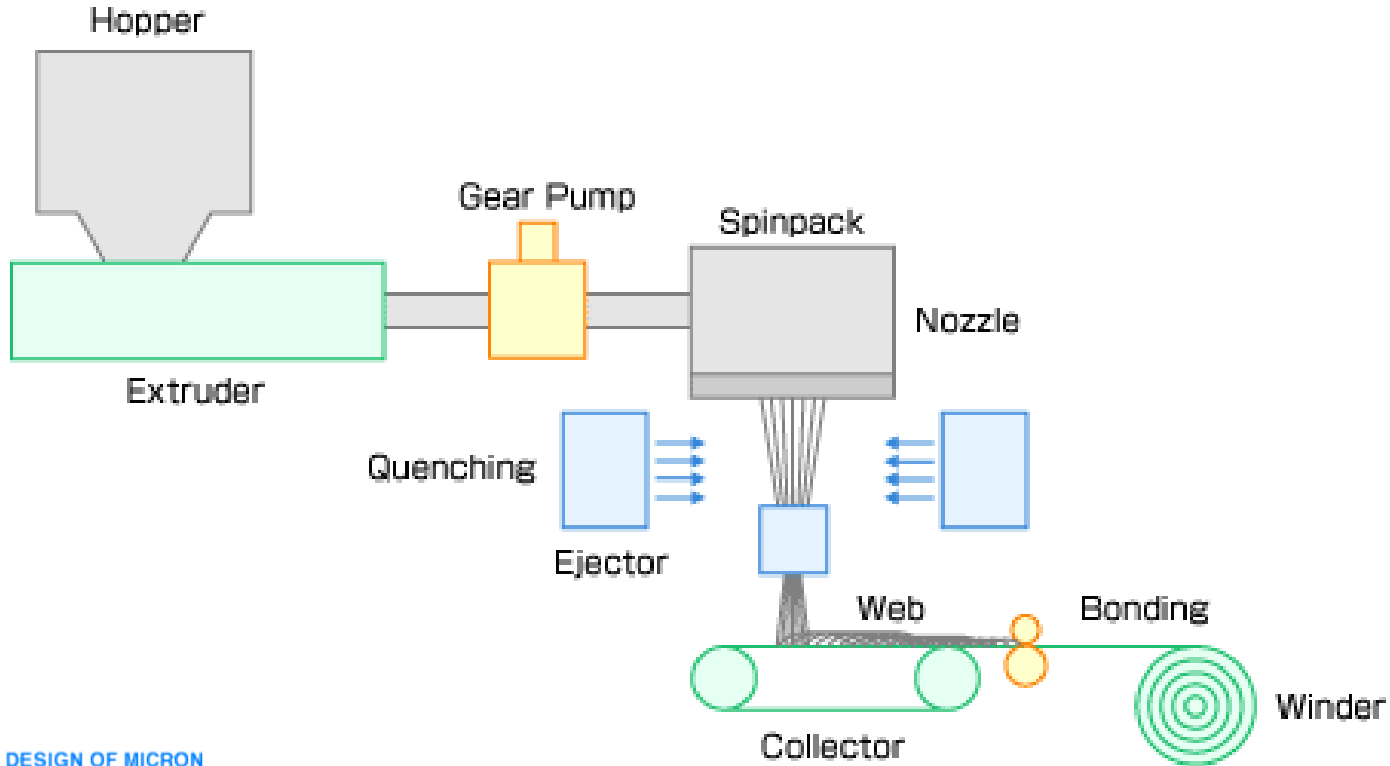 Hopper
Gear Pump
Spinpack
Nozzle
Extruder
Quenching
Ejector
Web
Bonding
Winder
Collector
DESIGN OF MICRON